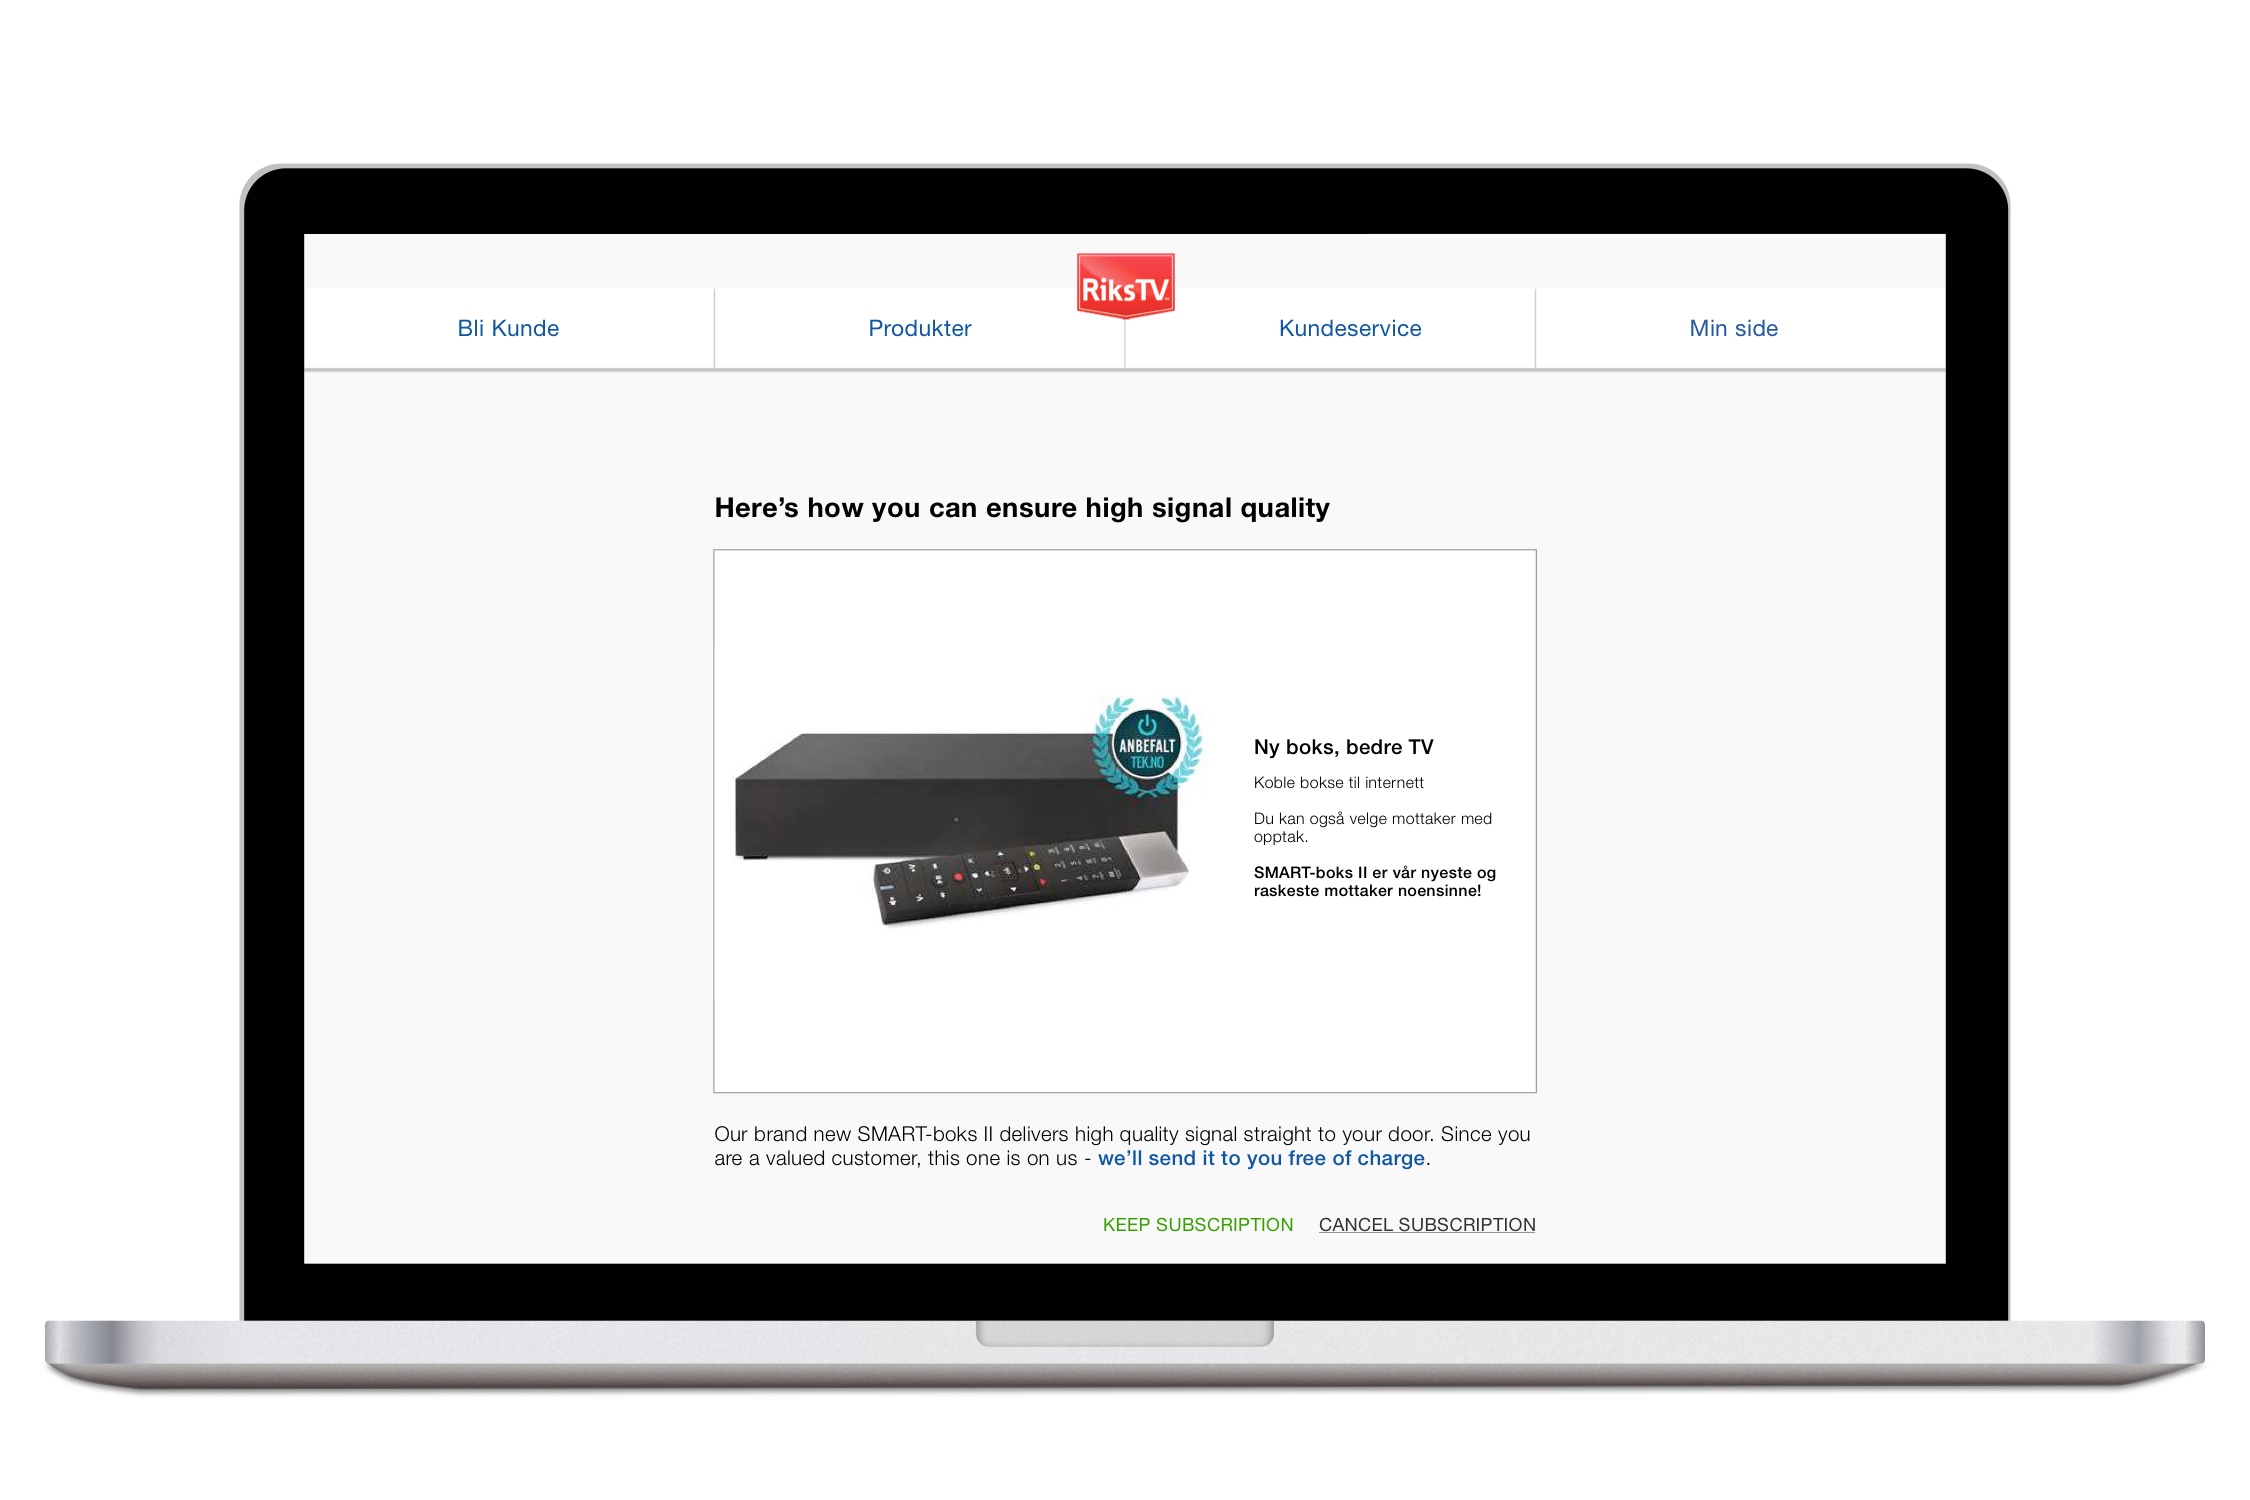 RiksTV
Bli Kunde
Produkter
Kundeservice
Min side
Here’s how you can ensure high signal quality
ANBEFALT
TEK.NO
Ny boks, bedre TV
Koble bokse til internett
Du kan også velge mottaker med
opptak.
SMART-boks II er vår nyeste og
raskeste mottaker noensinne!
Our brand new SMART-boks II delivers high quality signal straight to your door. Since you
are a valued customer, this one is on us - we’ll send it to you free of charge.
KEEP SUBSCRIPTION CANCEL SUBSCRIPTION